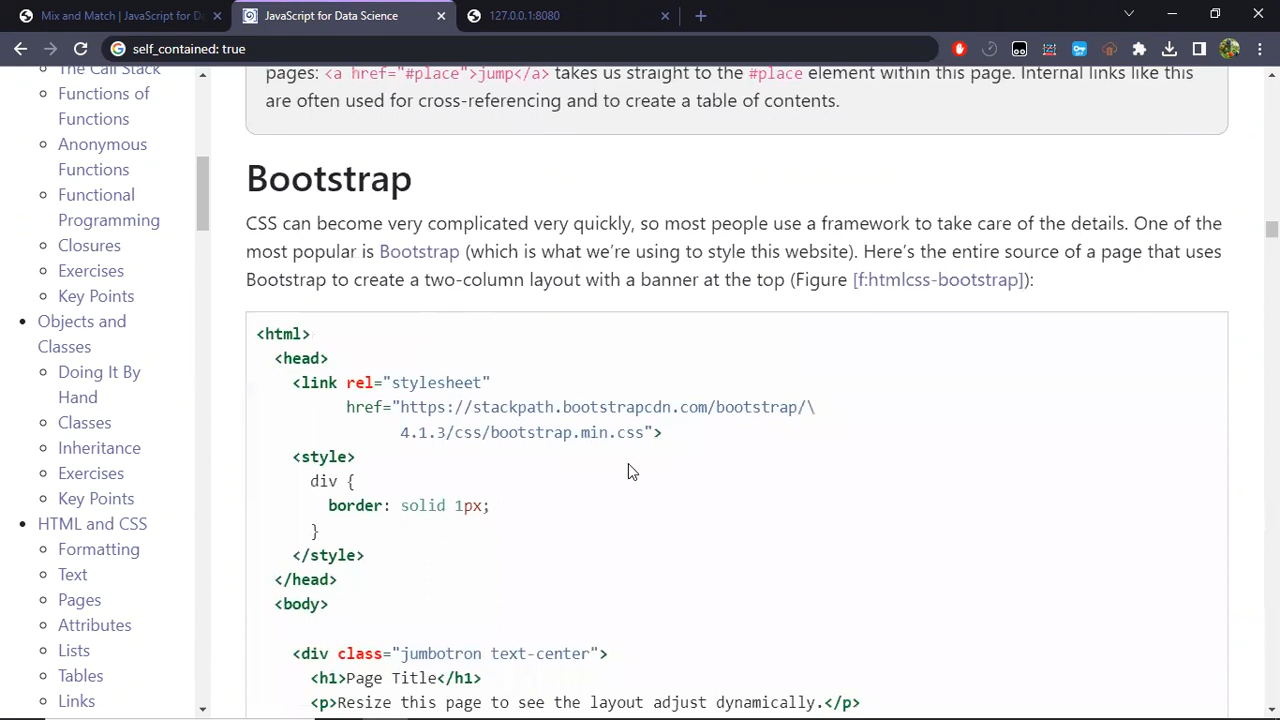 Mix and Match | JavaScript for Da
JavaScript for Data Science
127.0.0.1:8080
self_contained: true
The Call Stack
Functions of
Functions
Anonymous
Functions
Functional
Programming
Closures
Exercises
Key Points
Objects and
Classes
Doing It By
Hand
Classes
Inheritance
Exercises
Key Points
HTML and CSS
Formatting
Text
Pages
Attributes
Lists
Tables
Links
pages: <a href="#place">jump</a> takes us straight to the #place element within this page. Internal links like this
are often used for cross-referencing and to create a table of contents.
Bootstrap
CSS can become very complicated very quickly, so most people use a framework to take care of the details. One of the
most popular is Bootstrap (which is what we're using to style this website). Here's the entire source of a page that uses
Bootstrap to create a two-column layout with a banner at the top (Figure [f:htmlcss-bootstrap]):
<html>
<head>
<link rel="stylesheet"
href="https://stackpath.bootstrapcdn.com/bootstrap/\
4.1.3/css/bootstrap.min.css">
<style>
div {
border: solid 1px;
}
</style>
</head>
<body>
<div class="jumbotron text-center">
<h1>Page Title</h1>
<p>Resize this page to see the layout adjust dynamically.</p>